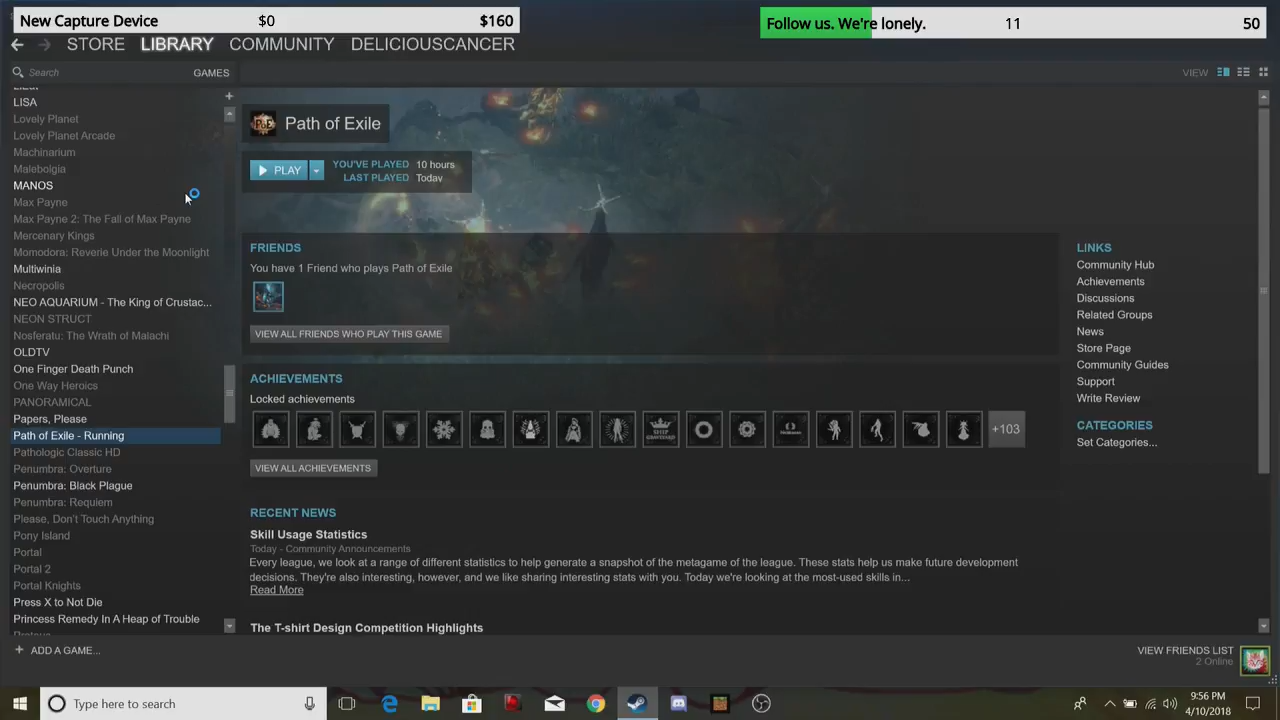 New Capture Device $0 $160
Follow us. We're lonely. 11 50
STORE LIBRARY COMMUNITY DELICIOUSCANCER
Search GAMES
VIEW
LISA
Lovely Planet
Lovely Planet Arcade
Machinarium
Malebolgia
MANOS
Max Payne
Max Payne 2: The Fall of Max Payne
Mercenary Kings
Momodora: Reverie Under the Moonlight
Multiwinia
Necropolis
NEO AQUARIUM - The King of Crustac...
NEON STRUCT
Nosferatu: The Wrath of Malachi
OLDTV
One Finger Death Punch
One Way Heroics
PANORAMICAL
Papers, Please
Path of Exile - Running
Pathologic Classic HD
Penumbra: Overture
Penumbra: Black Plague
Penumbra: Requiem
Please, Don't Touch Anything
Pony Island
Portal
Portal 2
Portal Knights
Press X to Not Die
Princess Remedy In A Heap of Trouble
Path of Exile
PLAY
YOU'VE PLAYED 10 hours
LAST PLAYED Today
FRIENDS
You have 1 Friend who plays Path of Exile
VIEW ALL FRIENDS WHO PLAY THIS GAME
ACHIEVEMENTS
Locked achievements
+103
VIEW ALL ACHIEVEMENTS
RECENT NEWS
Skill Usage Statistics
Today - Community Announcements
Every league, we look at a range of different statistics to help generate a snapshot of the metagame of the league. These stats help us make future development
decisions. They're also interesting, however, and we like sharing interesting stats with you. Today we're looking at the most-used skills in...
Read More
The T-shirt Design Competition Highlights
LINKS
Community Hub
Achievements
Discussions
Related Groups
News
Store Page
Community Guides
Support
Write Review
CATEGORIES
Set Categories...
+ ADD A GAME...
VIEW FRIENDS LIST
2 Online
Type here to search
9:56 PM
4/10/2018